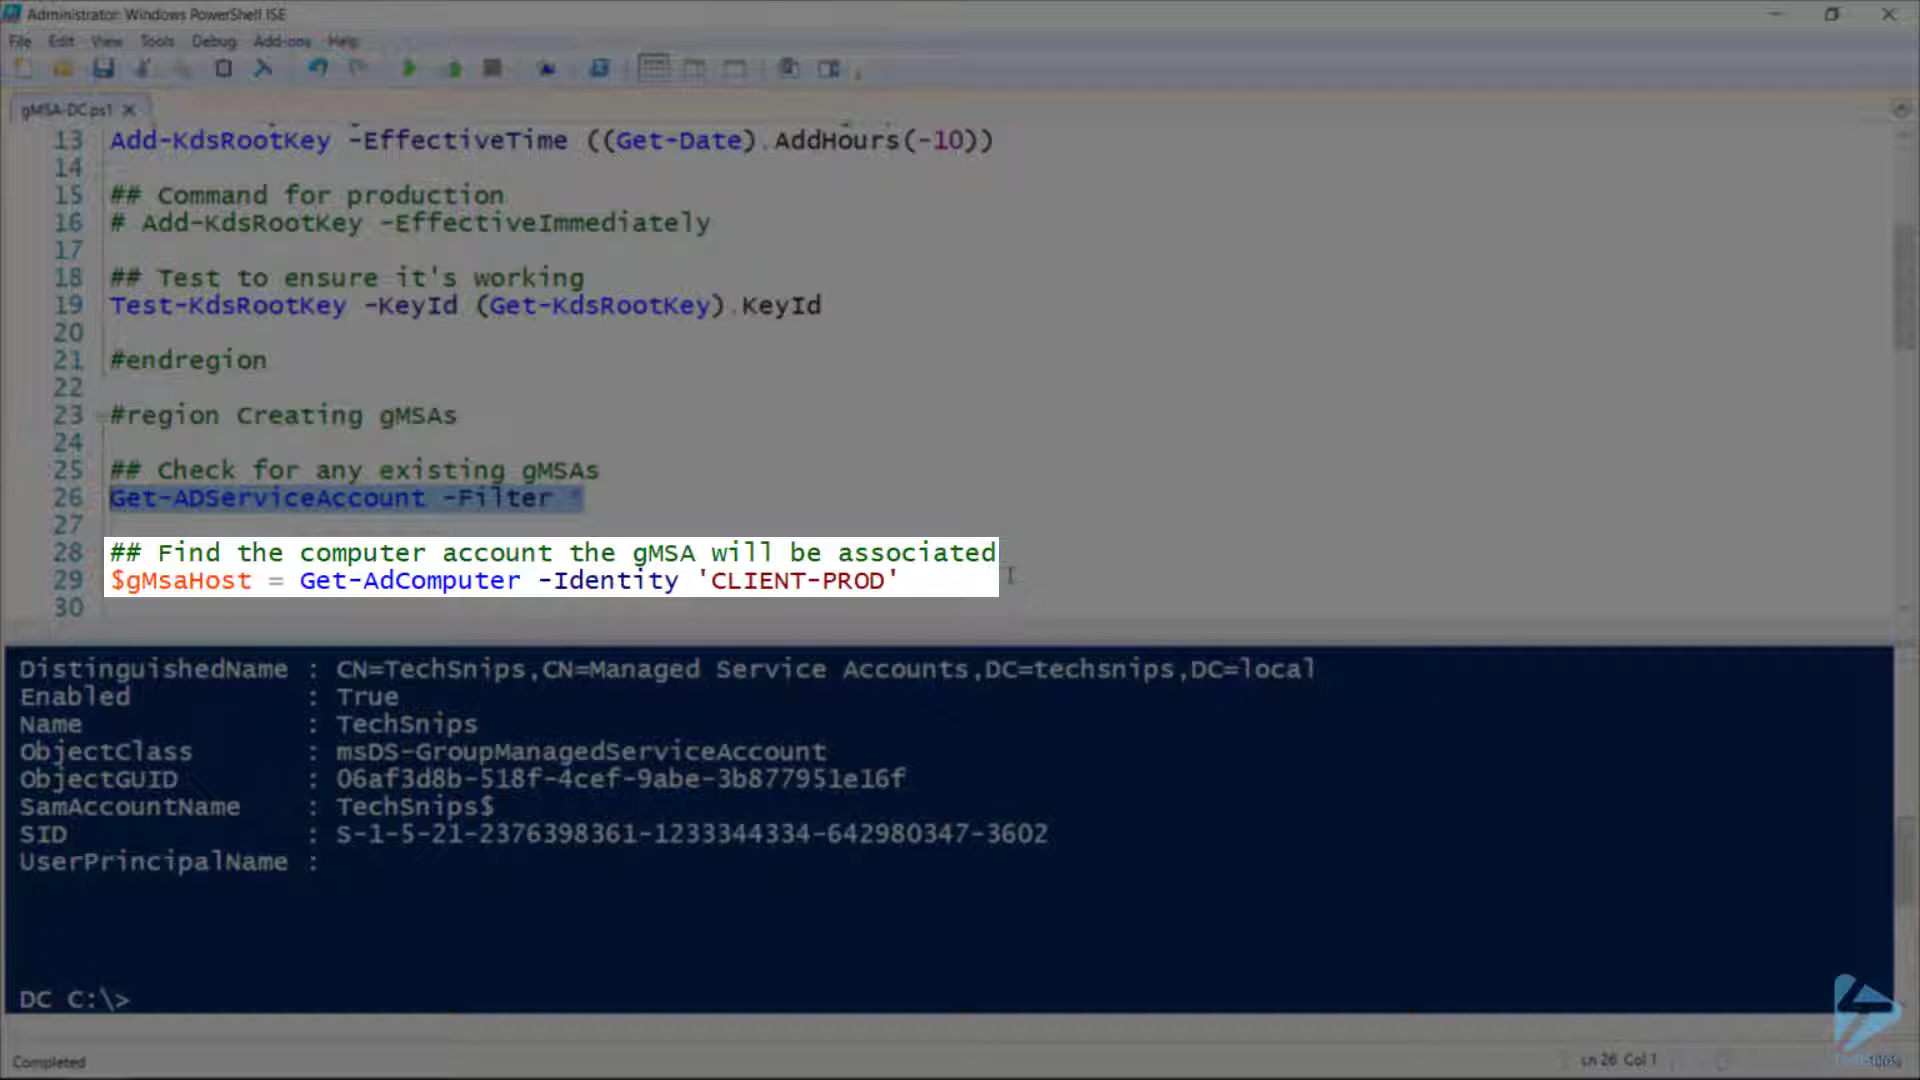 Administrator: Windows PowerShell ISE
File Edit View Tools Debug Add-ons Help
gMSA-DC.ps1
13 Add-KdsRootKey -EffectiveTime ((Get-Date).AddHours(-10))
14
15 ## Command for production
16 # Add-KdsRootKey -EffectiveImmediately
17
18 ## Test to ensure it's working
19 Test-KdsRootKey -KeyId (Get-KdsRootKey).KeyId
20
21 #endregion
22
23 #region Creating gMSAs
24
25 ## Check for any existing gMSAs
26 Get-ADServiceAccount -Filter *
27
28 ## Find the computer account the gMSA will be associated
29 $gMsaHost = Get-AdComputer -Identity 'CLIENT-PROD'
30
DistinguishedName : CN=TechSnips,CN=Managed Service Accounts,DC=techsnips,DC=local
Enabled : True
Name : TechSnips
ObjectClass : msDS-GroupManagedServiceAccount
ObjectGUID : 06af3d8b-518f-4cef-9abe-3b877951e16f
SamAccountName : TechSnips$
SID : S-1-5-21-2376398361-1233344334-642980347-3602
UserPrincipalName :
DC C:\>
Completed
Ln 26 Col 1